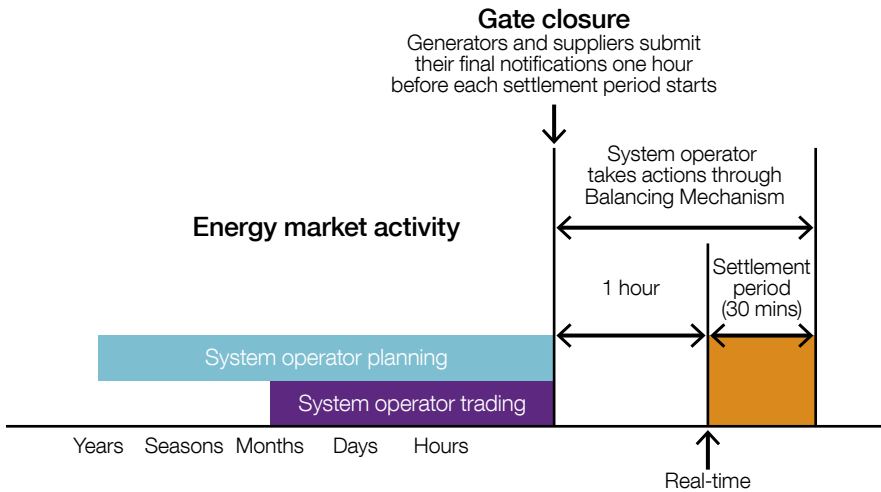 Gate closure
Generators and suppliers submit
their final notifications one hour
before each settlement period starts
System operator
takes actions through
Balancing Mechanism
Energy market activity
1 hour
Settlement
period
(30 mins)
System operator planning
System operator trading
Years Seasons Months Days Hours
Real-time